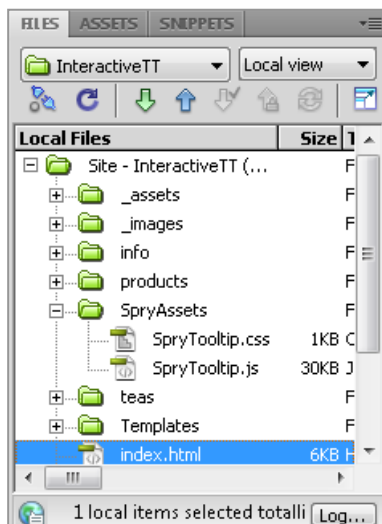 FILES ASSETS SNIPPETS
InteractiveTT Local view
Local Files Size T
Site - InteractiveTT (... F
_assets F
_images F
info F
products F
SpryAssets F
SpryTooltip.css 1KB C
SpryTooltip.js 30KB J
teas F
Templates F
index.html 6KB H
1 local items selected totalli Log...